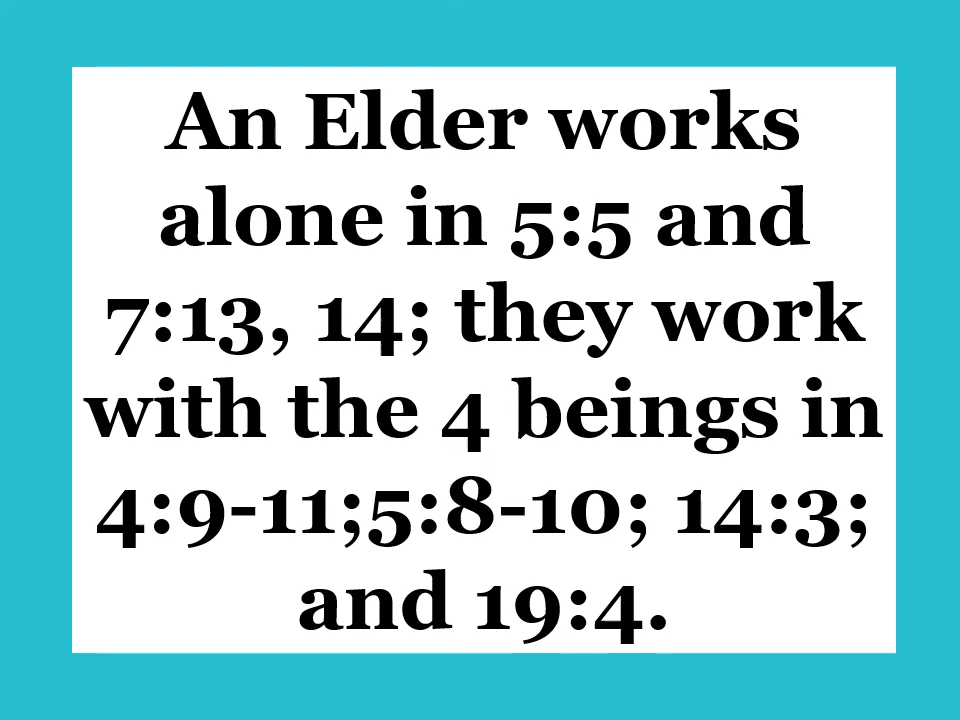 An Elder works
alone in 5:5 and
7:13, 14; they work
with the 4 beings in
4:9-11;5:8-10; 14:3;
and 19:4.